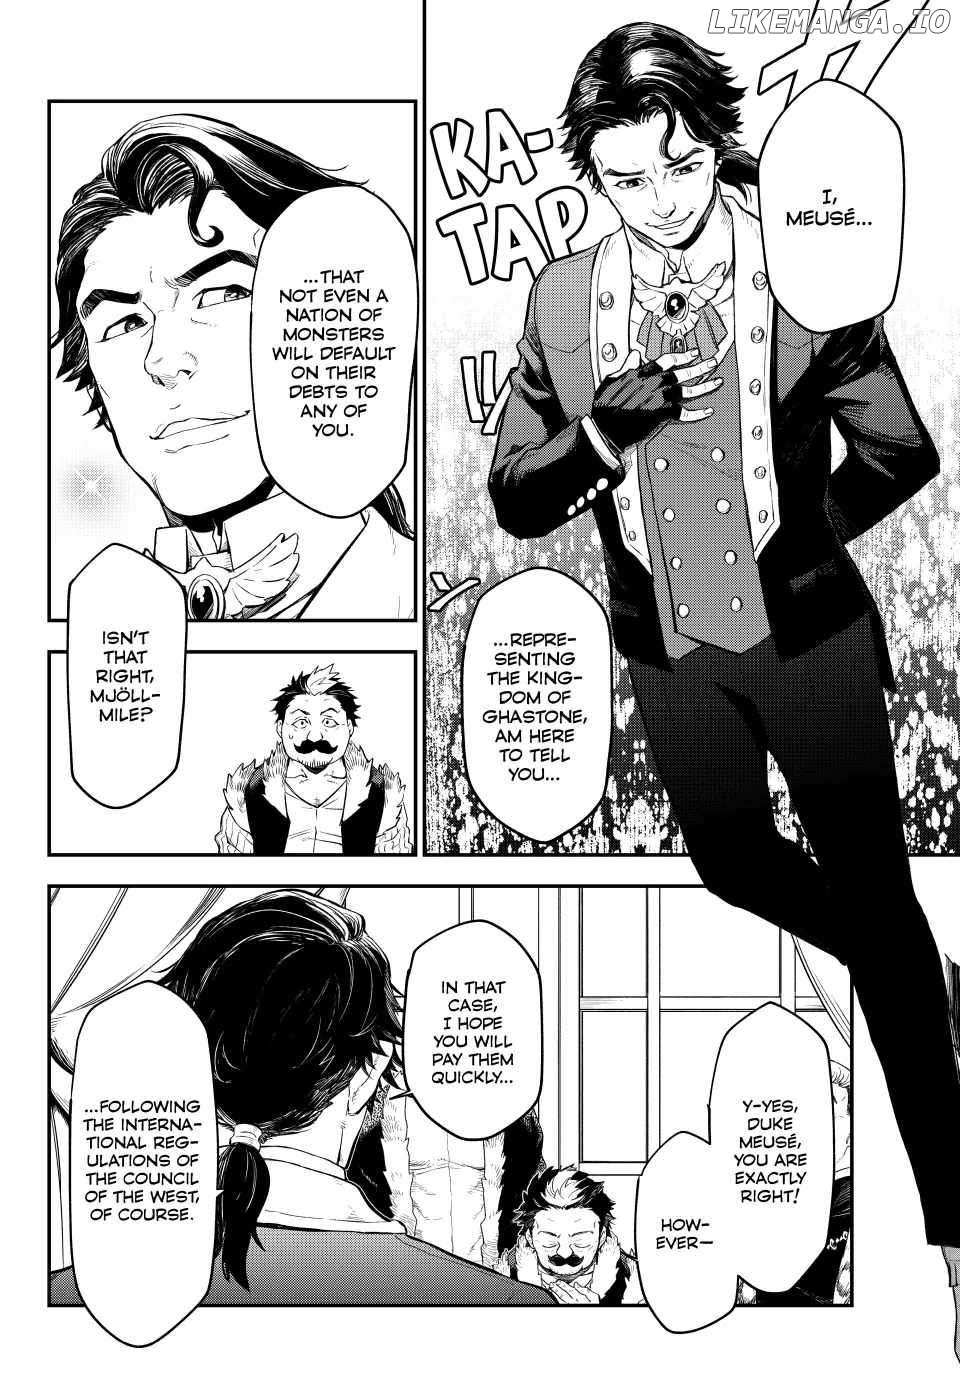 LIKEMANGA.IO
I,
MEUSÉ...
KA-
TAP
...REPRE-
SENTING
THE KING-
DOM OF
GHASTONE,
AM HERE
TO TELL
YOU...
...THAT
NOT EVEN A
NATION OF
MONSTERS
WILL DEFAULT
ON THEIR
DEBTS TO
ANY OF
YOU.
ISN'T
THAT
RIGHT,
MJÖLL-
MILE?
Y-YES,
DUKE
MEUSÉ,
YOU ARE
EXACTLY
RIGHT!
HOW-
EVER—
IN THAT
CASE,
I HOPE
YOU WILL
PAY THEM
QUICKLY...
...FOLLOWING
THE INTERNA-
TIONAL REG-
ULATIONS OF
THE COUNCIL
OF THE WEST,
OF COURSE.